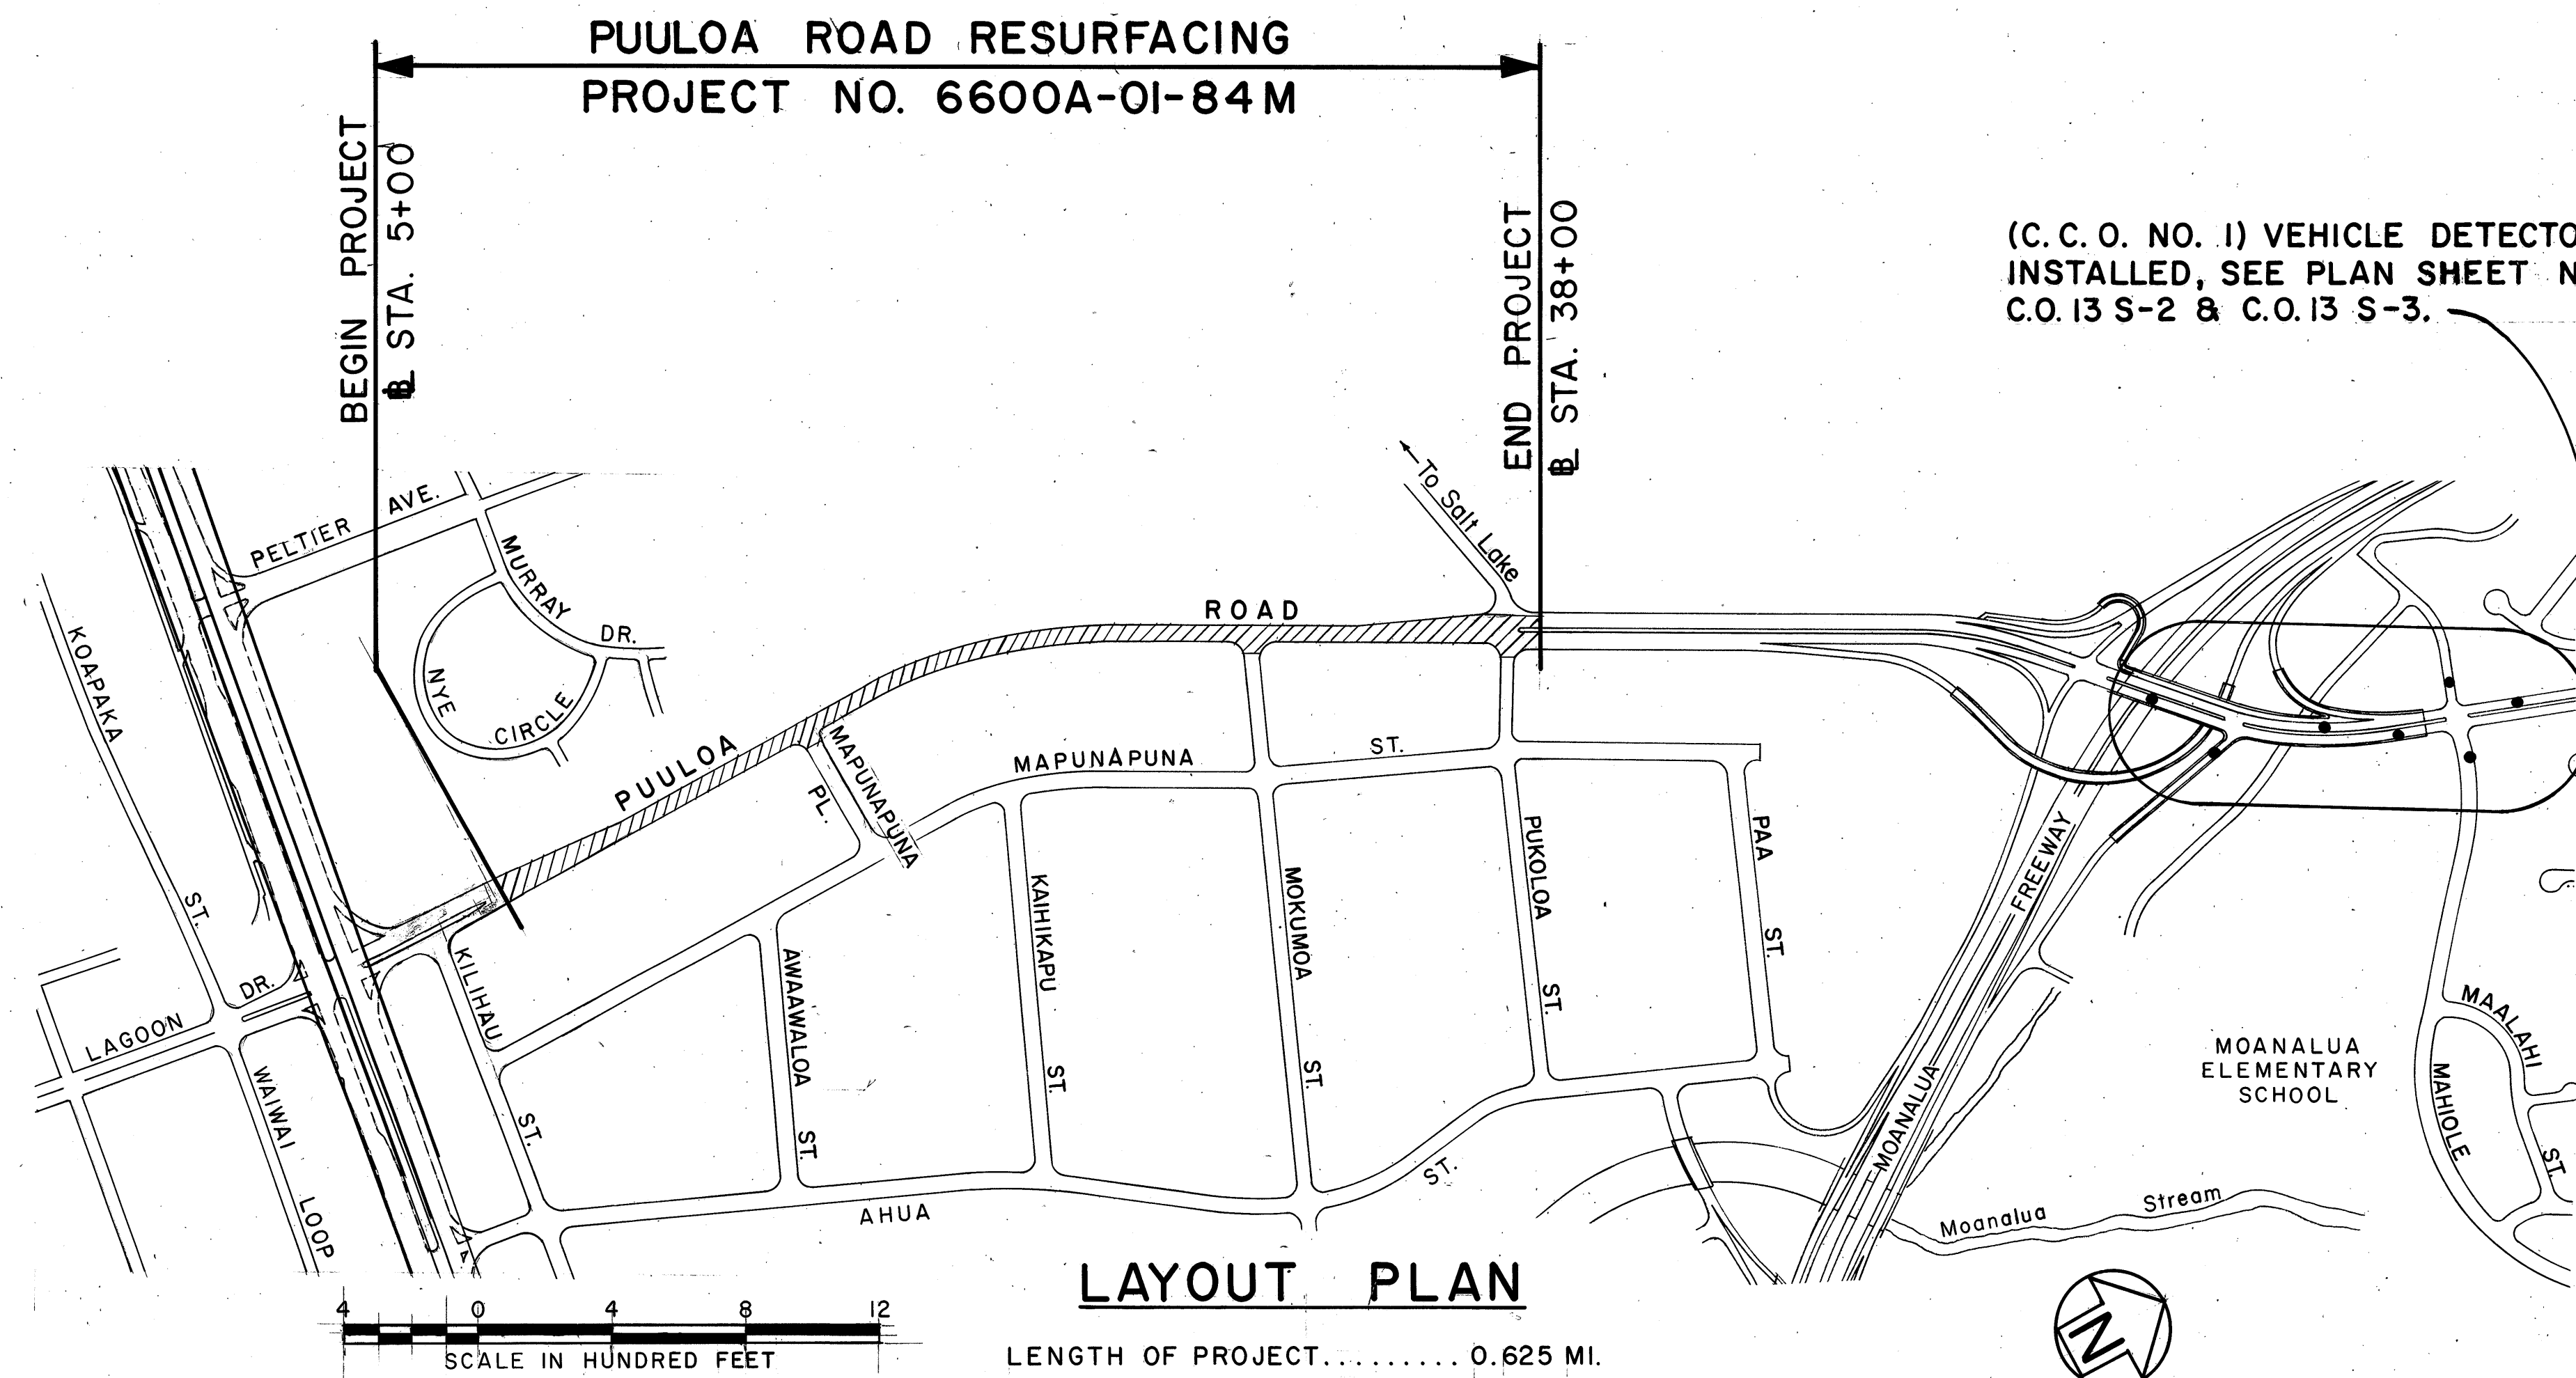 PUULOA ROAD RESURFACING
PROJECT NO. 6600A-01-84M
BEGIN PROJECT
STA. 5+00
END PROJECT
STA. 38+00
(C. C. O. NO. 1) VEHICLE DETECTO
INSTALLED, SEE PLAN SHEET N
C.O. 13 S-2 & C.O. 13 S-3.
To Salt Lake
PELTIER AVE.
MURRAY DR.
NYE CIRCLE
KOAPAKA ST.
PUULOA ROAD
MAPUNAPUNA PL.
MAPUNAPUNA ST.
LAGOON DR.
WAIWAI LOOP
KILIHAU ST.
AWAAWALOA ST.
KAIHIKAPU ST.
MOKUMOA ST.
PUKOLOA ST.
PAA ST.
AHUA ST.
MOANALUA FREEWAY
MOANALUA
ELEMENTARY
SCHOOL
MAALAHI ST.
MAHIOLE
Moanalua Stream
LAYOUT PLAN
4 0 4 8 12
SCALE IN HUNDRED FEET
LENGTH OF PROJECT......... 0.625 MI.
N